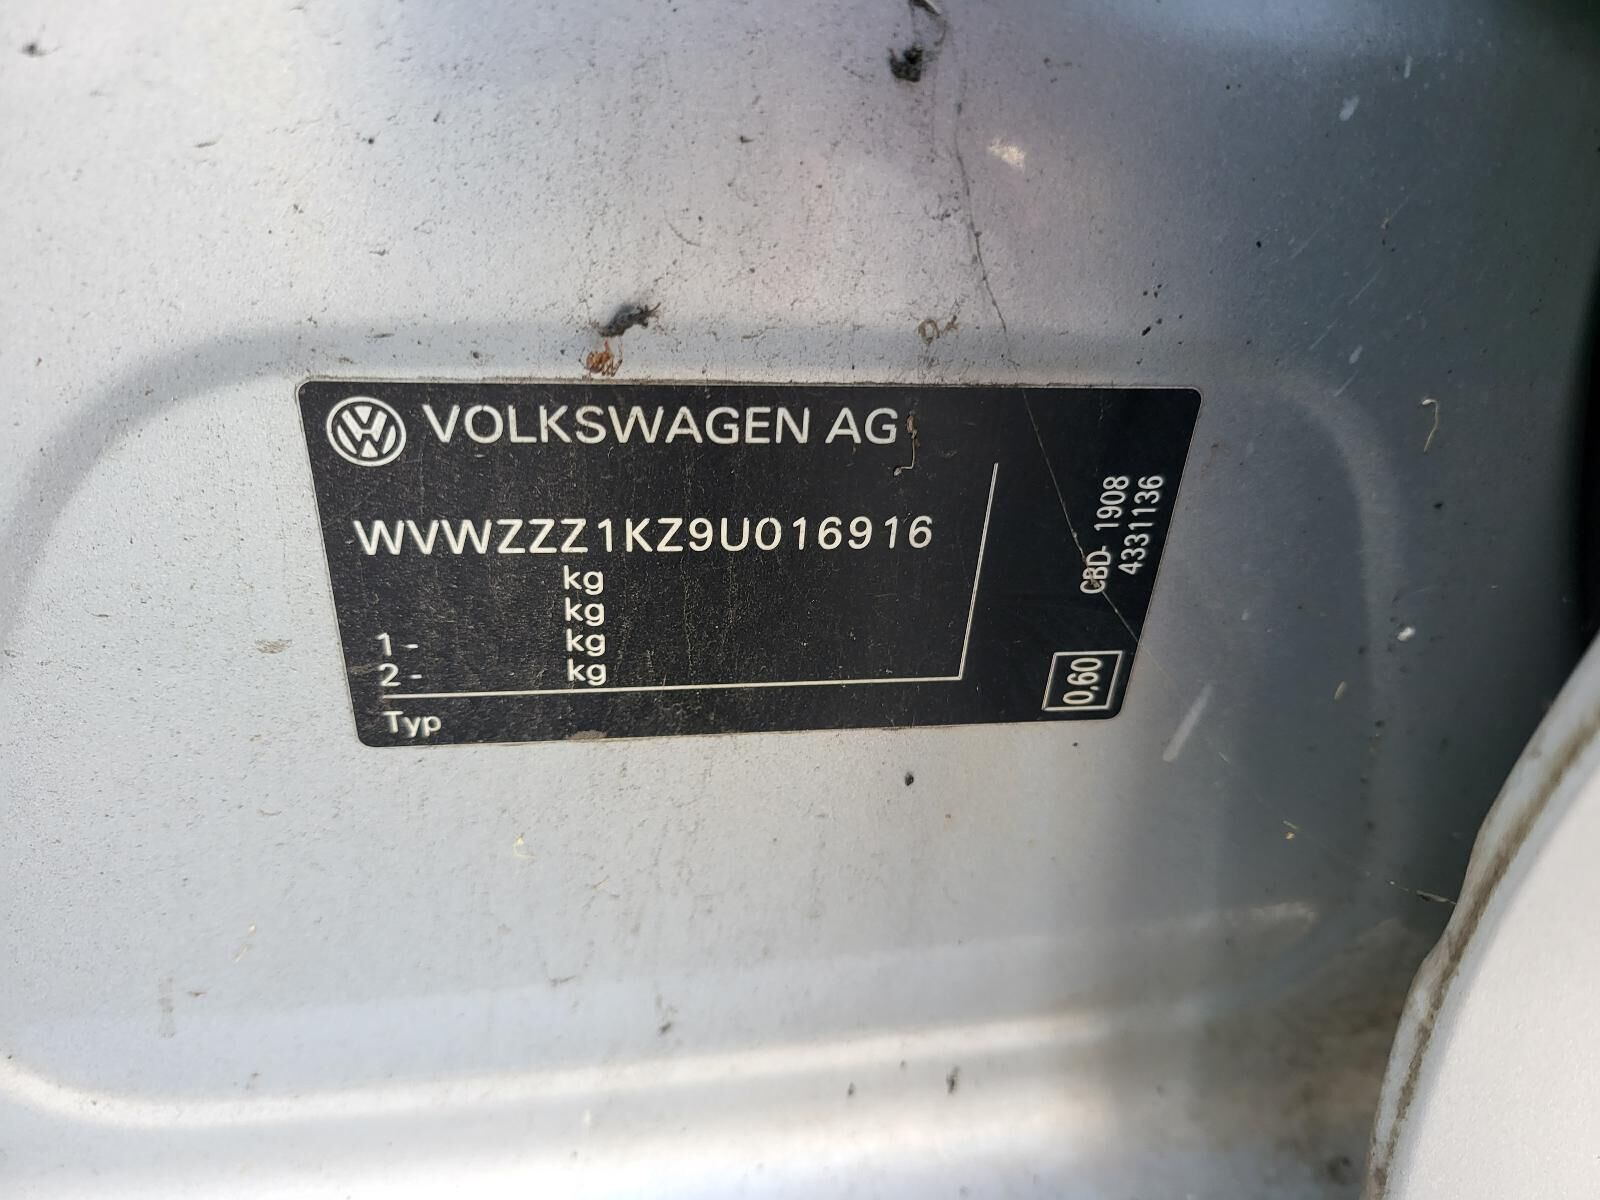 VOLKSWAGEN AG
WVWZZZ1KZ9U016916
kg
kg
1 - kg
2 - kg
Typ
CBD 1908
4331136
0,60